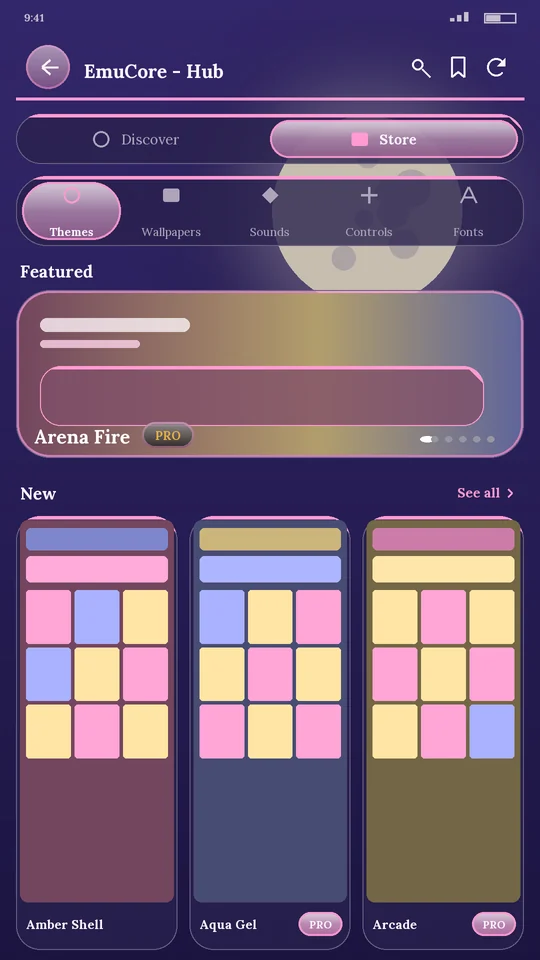 9:41
EmuCore - Hub
Discover
Store
Themes
Wallpapers
Sounds
Controls
Fonts
Featured
Arena Fire
PRO
New
See all
Amber Shell
Aqua Gel
PRO
Arcade
PRO